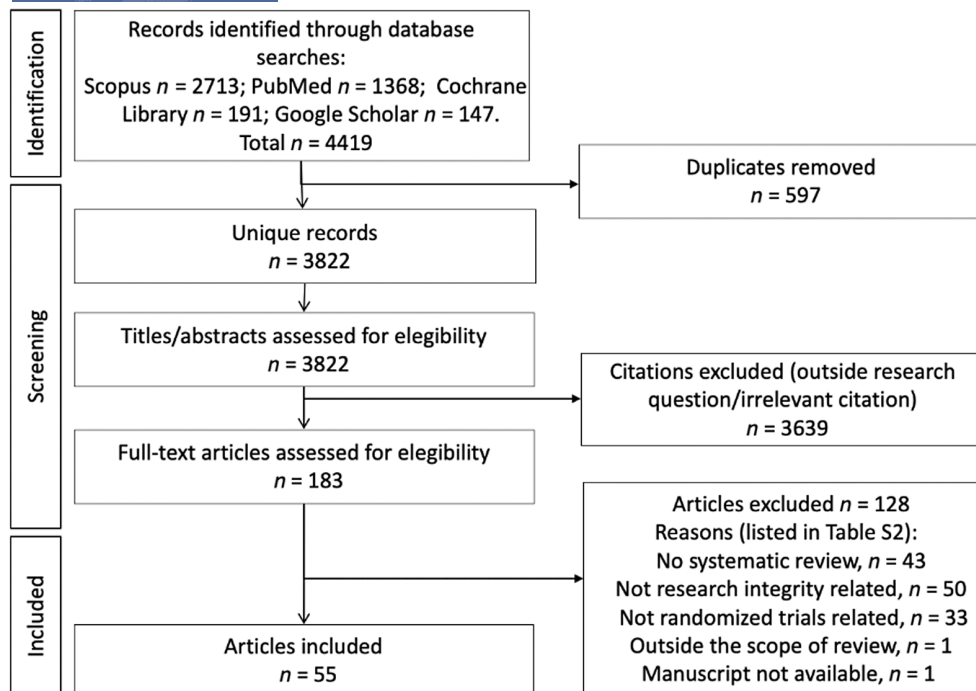 Identification
Records identified through database
searches:
Scopus n = 2713; PubMed n = 1368; Cochrane
Library n = 191; Google Scholar n = 147.
Total n = 4419
Duplicates removed
n = 597
Screening
Unique records
n = 3822
Titles/abstracts assessed for elegibility
n = 3822
Citations excluded (outside research
question/irrelevant citation)
n = 3639
Full-text articles assessed for elegibility
n = 183
Articles excluded n = 128
Reasons (listed in Table S2):
No systematic review, n = 43
Not research integrity related, n = 50
Not randomized trials related, n = 33
Outside the scope of review, n = 1
Manuscript not available, n = 1
Included
Articles included
n = 55